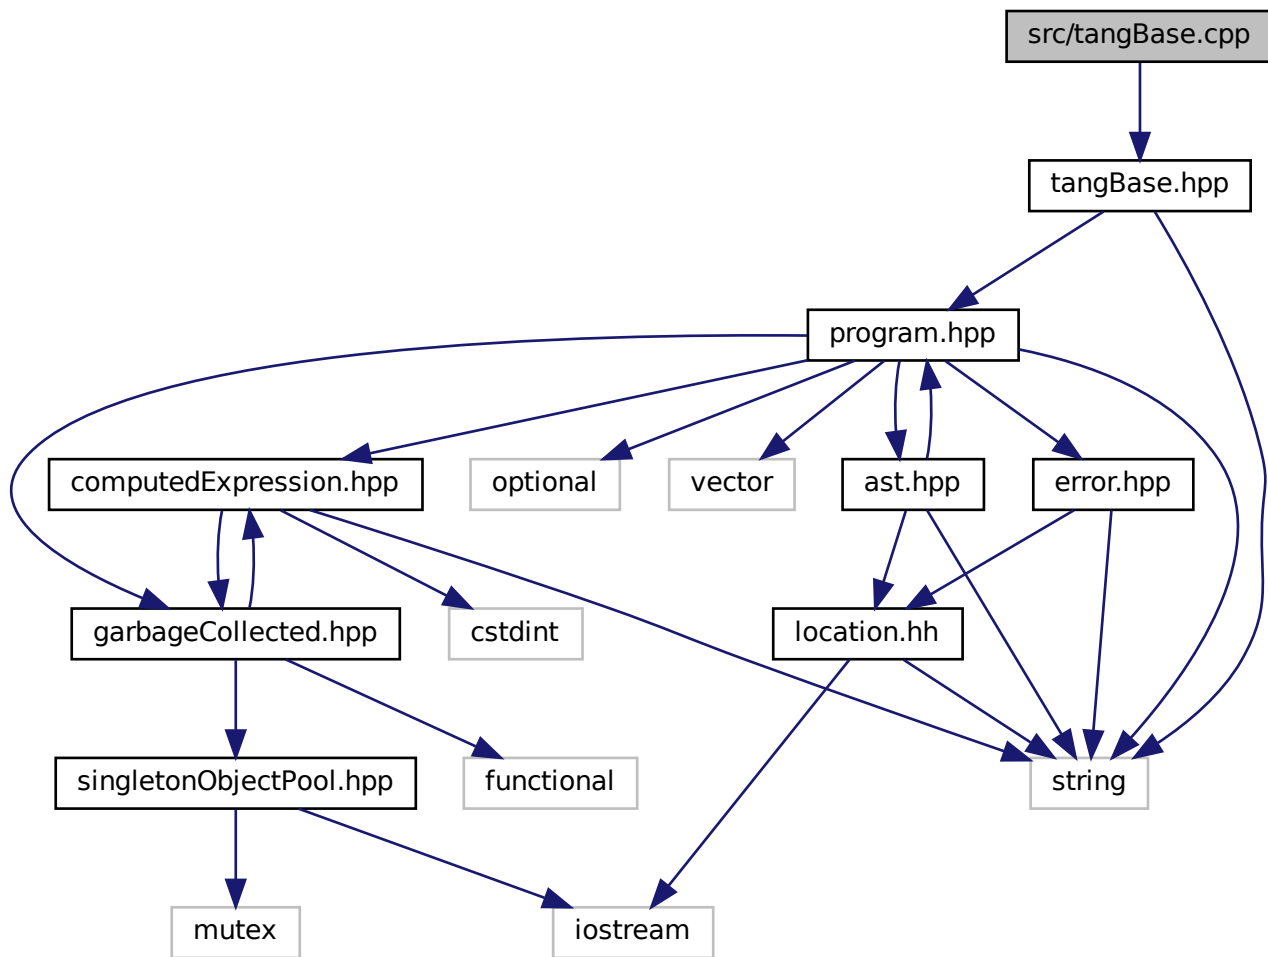 src/tangBase.cpp
tangBase.hpp
program.hpp
computedExpression.hpp
optional
vector
ast.hpp
error.hpp
garbageCollected.hpp
cstdint
location.hh
singletonObjectPool.hpp
functional
string
mutex
iostream